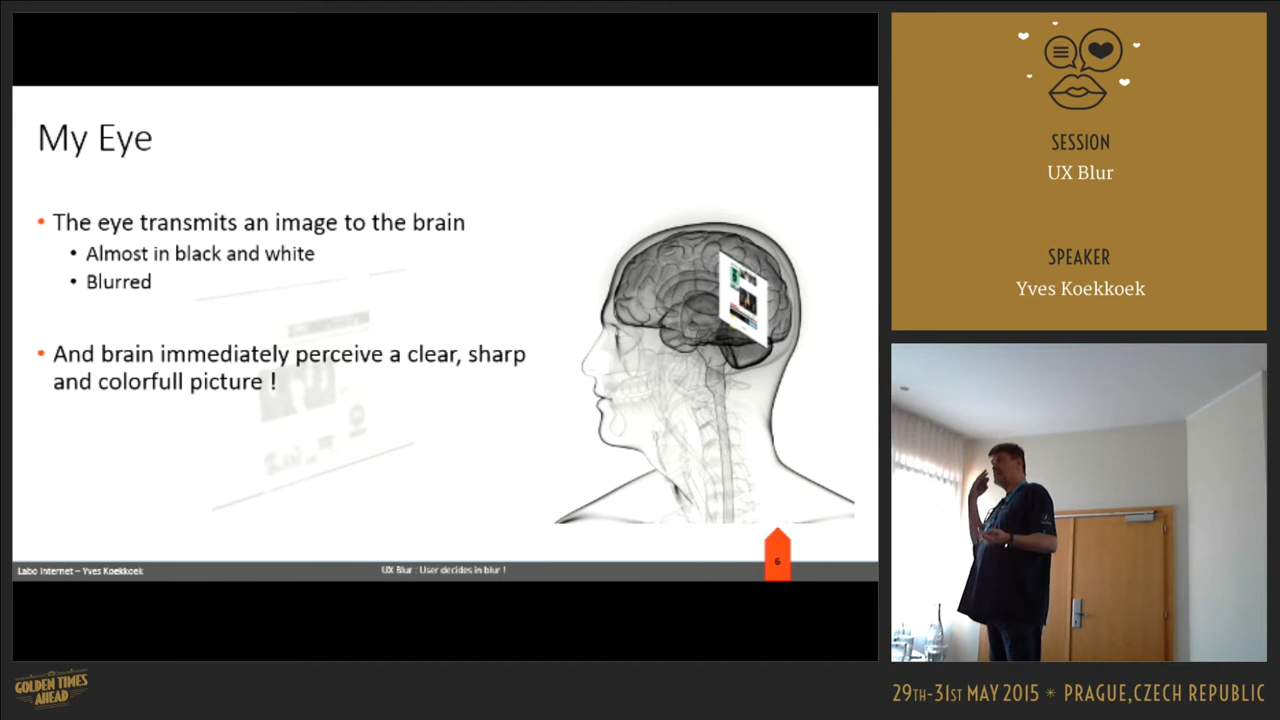 My Eye
• The eye transmits an image to the brain
• Almost in black and white
• Blurred
• And brain immediately perceive a clear, sharp
and colorfull picture !
Labo Internet – Yves Koekkoek
UX Blur : User decides in blur !
6
SESSION
UX Blur
SPEAKER
Yves Koekkoek
GOLDEN TIMES
AHEAD
29TH-31ST MAY 2015 * PRAGUE,CZECH REPUBLIC